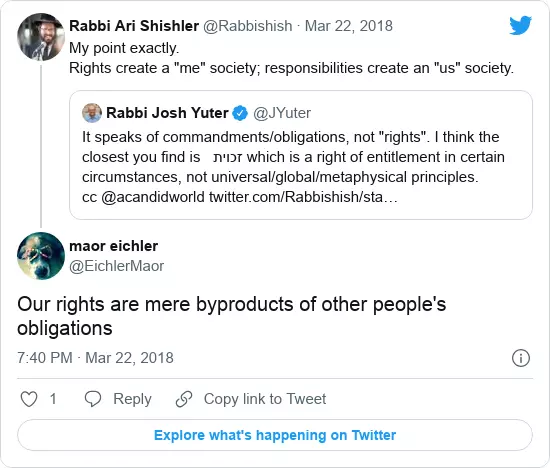 Rabbi Ari Shishler @Rabbishish · Mar 22, 2018
My point exactly.
Rights create a "me" society; responsibilities create an "us" society.
Rabbi Josh Yuter @JYuter
It speaks of commandments/obligations, not "rights". I think the
closest you find is זכוית which is a right of entitlement in certain
circumstances, not universal/global/metaphysical principles.
cc @acandidworld twitter.com/Rabbishish/sta…
maor eichler
@EichlerMaor
Our rights are mere byproducts of other people's
obligations
7:40 PM · Mar 22, 2018
1 Reply Copy link to Tweet
Explore what's happening on Twitter